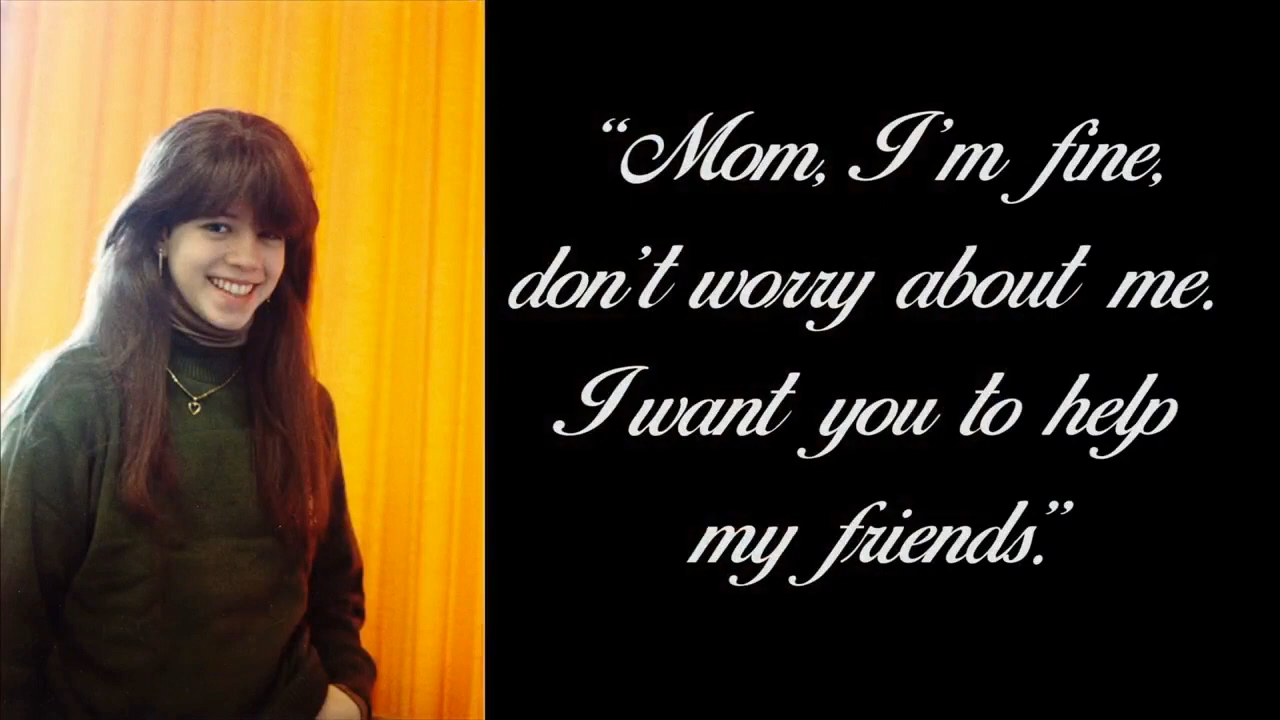 “Mom, I’m fine,
don’t worry about me.
I want you to help
my friends.”